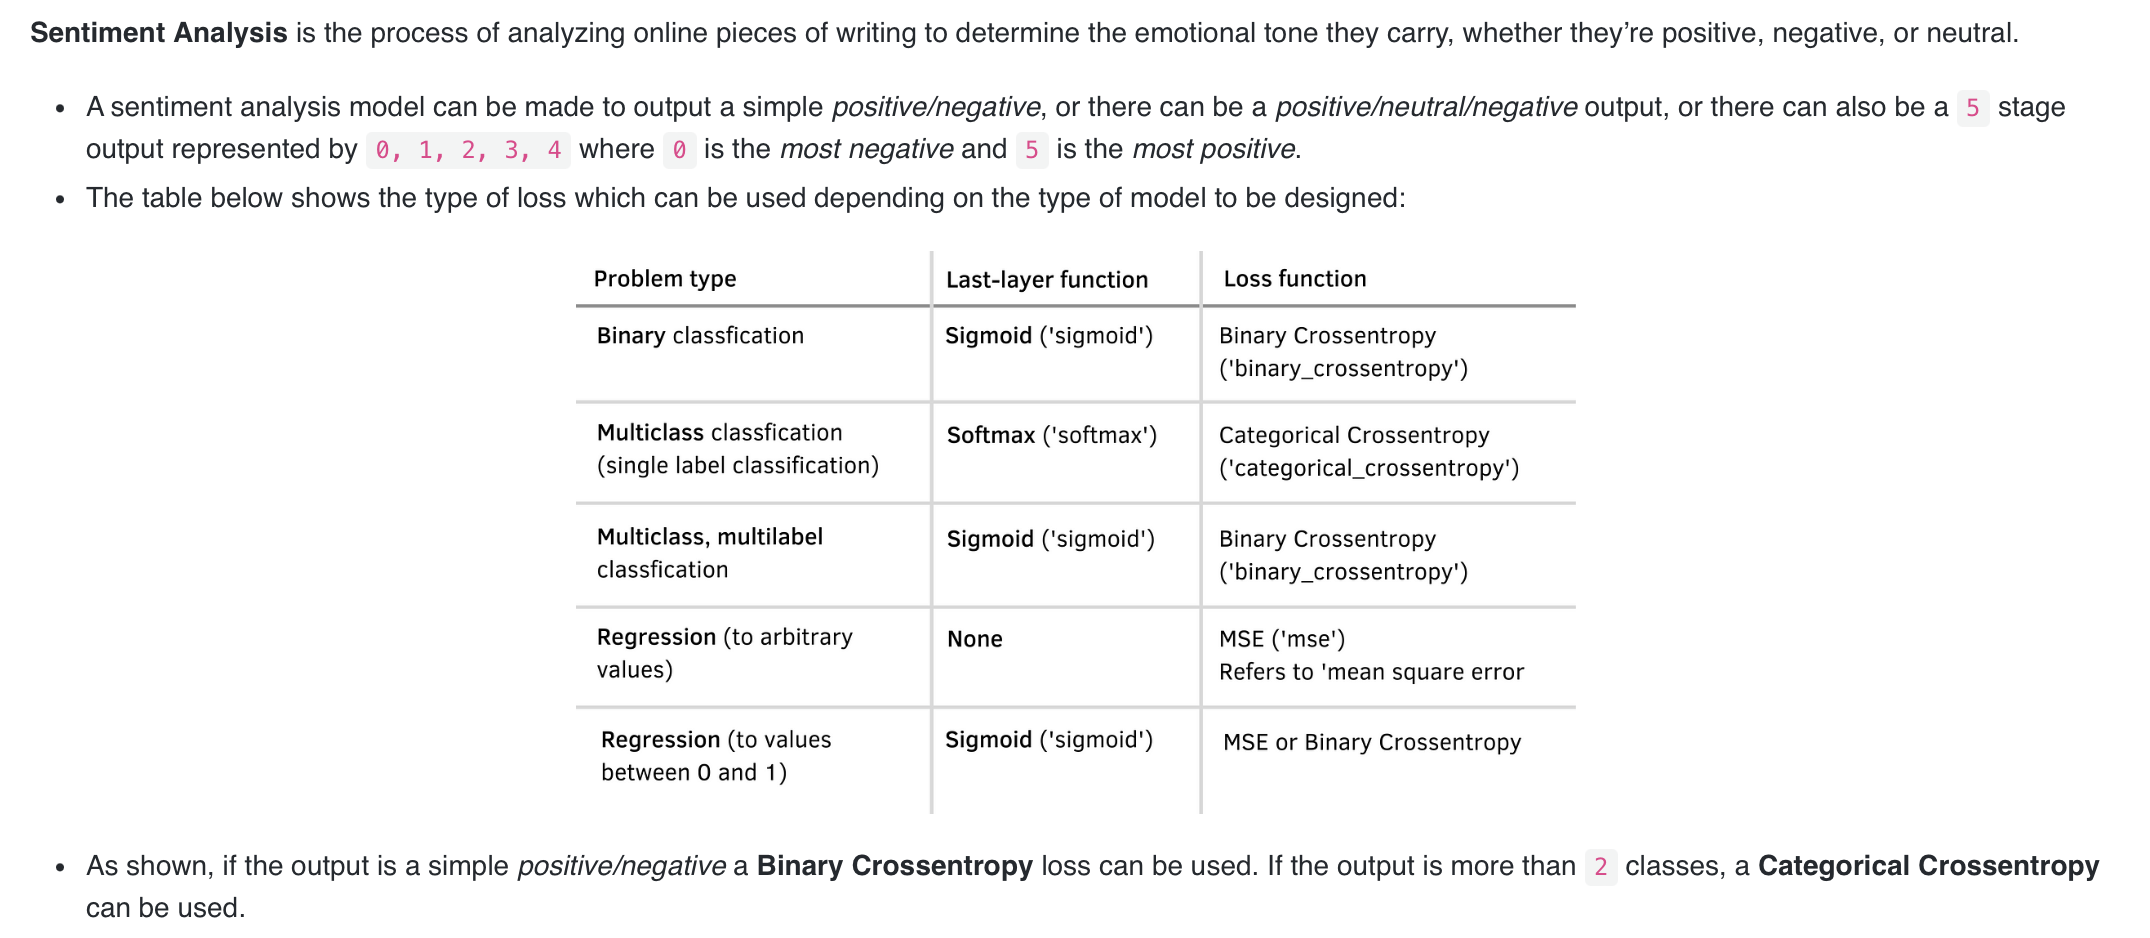 Sentiment Analysis is the process of analyzing online pieces of writing to determine the emotional tone they carry, whether they’re positive, negative, or neutral.
• A sentiment analysis model can be made to output a simple positive/negative, or there can be a positive/neutral/negative output, or there can also be a 5 stage
output represented by 0, 1, 2, 3, 4 where 0 is the most negative and 5 is the most positive.
• The table below shows the type of loss which can be used depending on the type of model to be designed:
Problem type Last-layer function Loss function
Binary classfication Sigmoid ('sigmoid') Binary Crossentropy
('binary_crossentropy')
Multiclass classfication Softmax ('softmax') Categorical Crossentropy
(single label classification) ('categorical_crossentropy')
Multiclass, multilabel Sigmoid ('sigmoid') Binary Crossentropy
classfication ('binary_crossentropy')
Regression (to arbitrary None MSE ('mse')
values) Refers to 'mean square error
Regression (to values Sigmoid ('sigmoid') MSE or Binary Crossentropy
between 0 and 1)
• As shown, if the output is a simple positive/negative a Binary Crossentropy loss can be used. If the output is more than 2 classes, a Categorical Crossentropy
can be used.